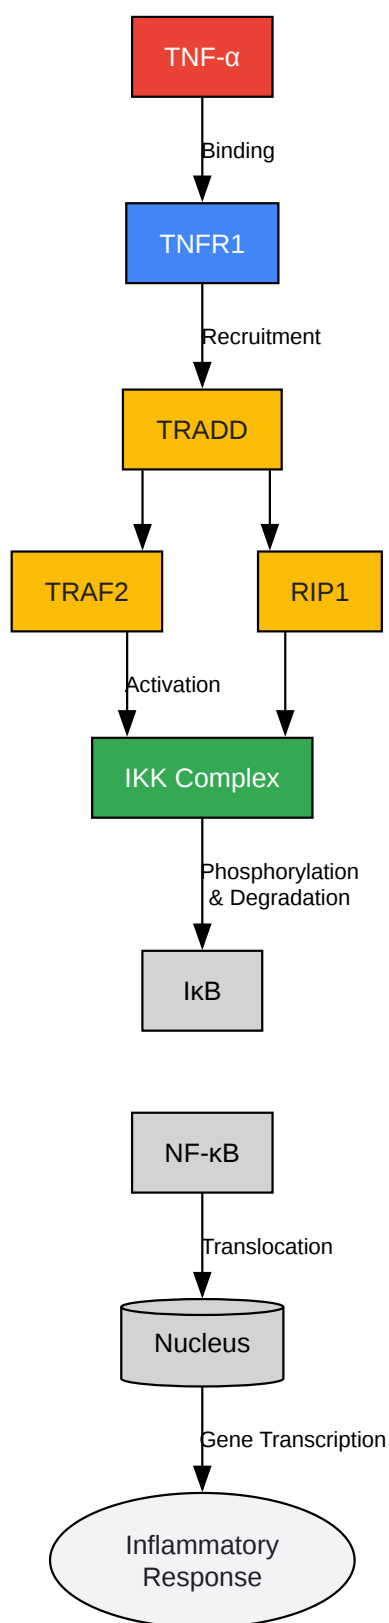 TNF-α
Binding
TNFR1
Recruitment
TRADD
TRAF2
RIP1
Activation
IKK Complex
Phosphorylation
& Degradation
IκB
NF-κB
Translocation
Nucleus
Gene Transcription
Inflammatory
Response